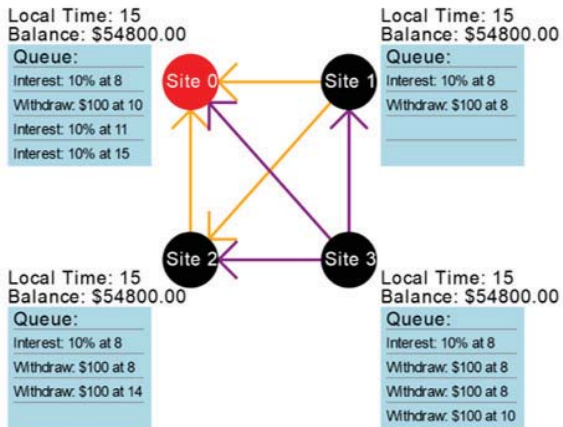 Local Time: 15
Balance: $54800.00
Queue:
Interest: 10% at 8
Withdraw: $100 at 10
Interest: 10% at 11
Interest: 10% at 15
Site 0
Site 1
Local Time: 15
Balance: $54800.00
Queue:
Interest: 10% at 8
Withdraw: $100 at 8
Site 2
Site 3
Local Time: 15
Balance: $54800.00
Queue:
Interest: 10% at 8
Withdraw: $100 at 8
Withdraw: $100 at 14
Local Time: 15
Balance: $54800.00
Queue:
Interest: 10% at 8
Withdraw: $100 at 8
Withdraw: $100 at 8
Withdraw: $100 at 10